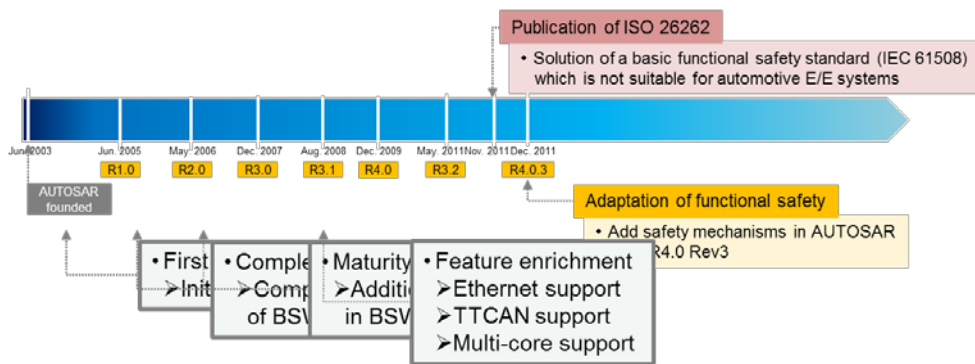 Publication of ISO 26262
• Solution of a basic functional safety standard (IEC 61508)
which is not suitable for automotive E/E systems
June 2003
Jun. 2005
May. 2006
Dec. 2007
Aug. 2008
Dec. 2009
May. 2011
Nov. 2011
Dec. 2011
R1.0
R2.0
R3.0
R3.1
R4.0
R3.2
R4.0.3
AUTOSAR
founded
Adaptation of functional safety
• Add safety mechanisms in AUTOSAR
R4.0 Rev3
• First
➢Init
• Comple
➢Comp
of BSW
• Maturity
➢Additio
in BSW
• Feature enrichment
➢Ethernet support
➢TTCAN support
➢Multi-core support